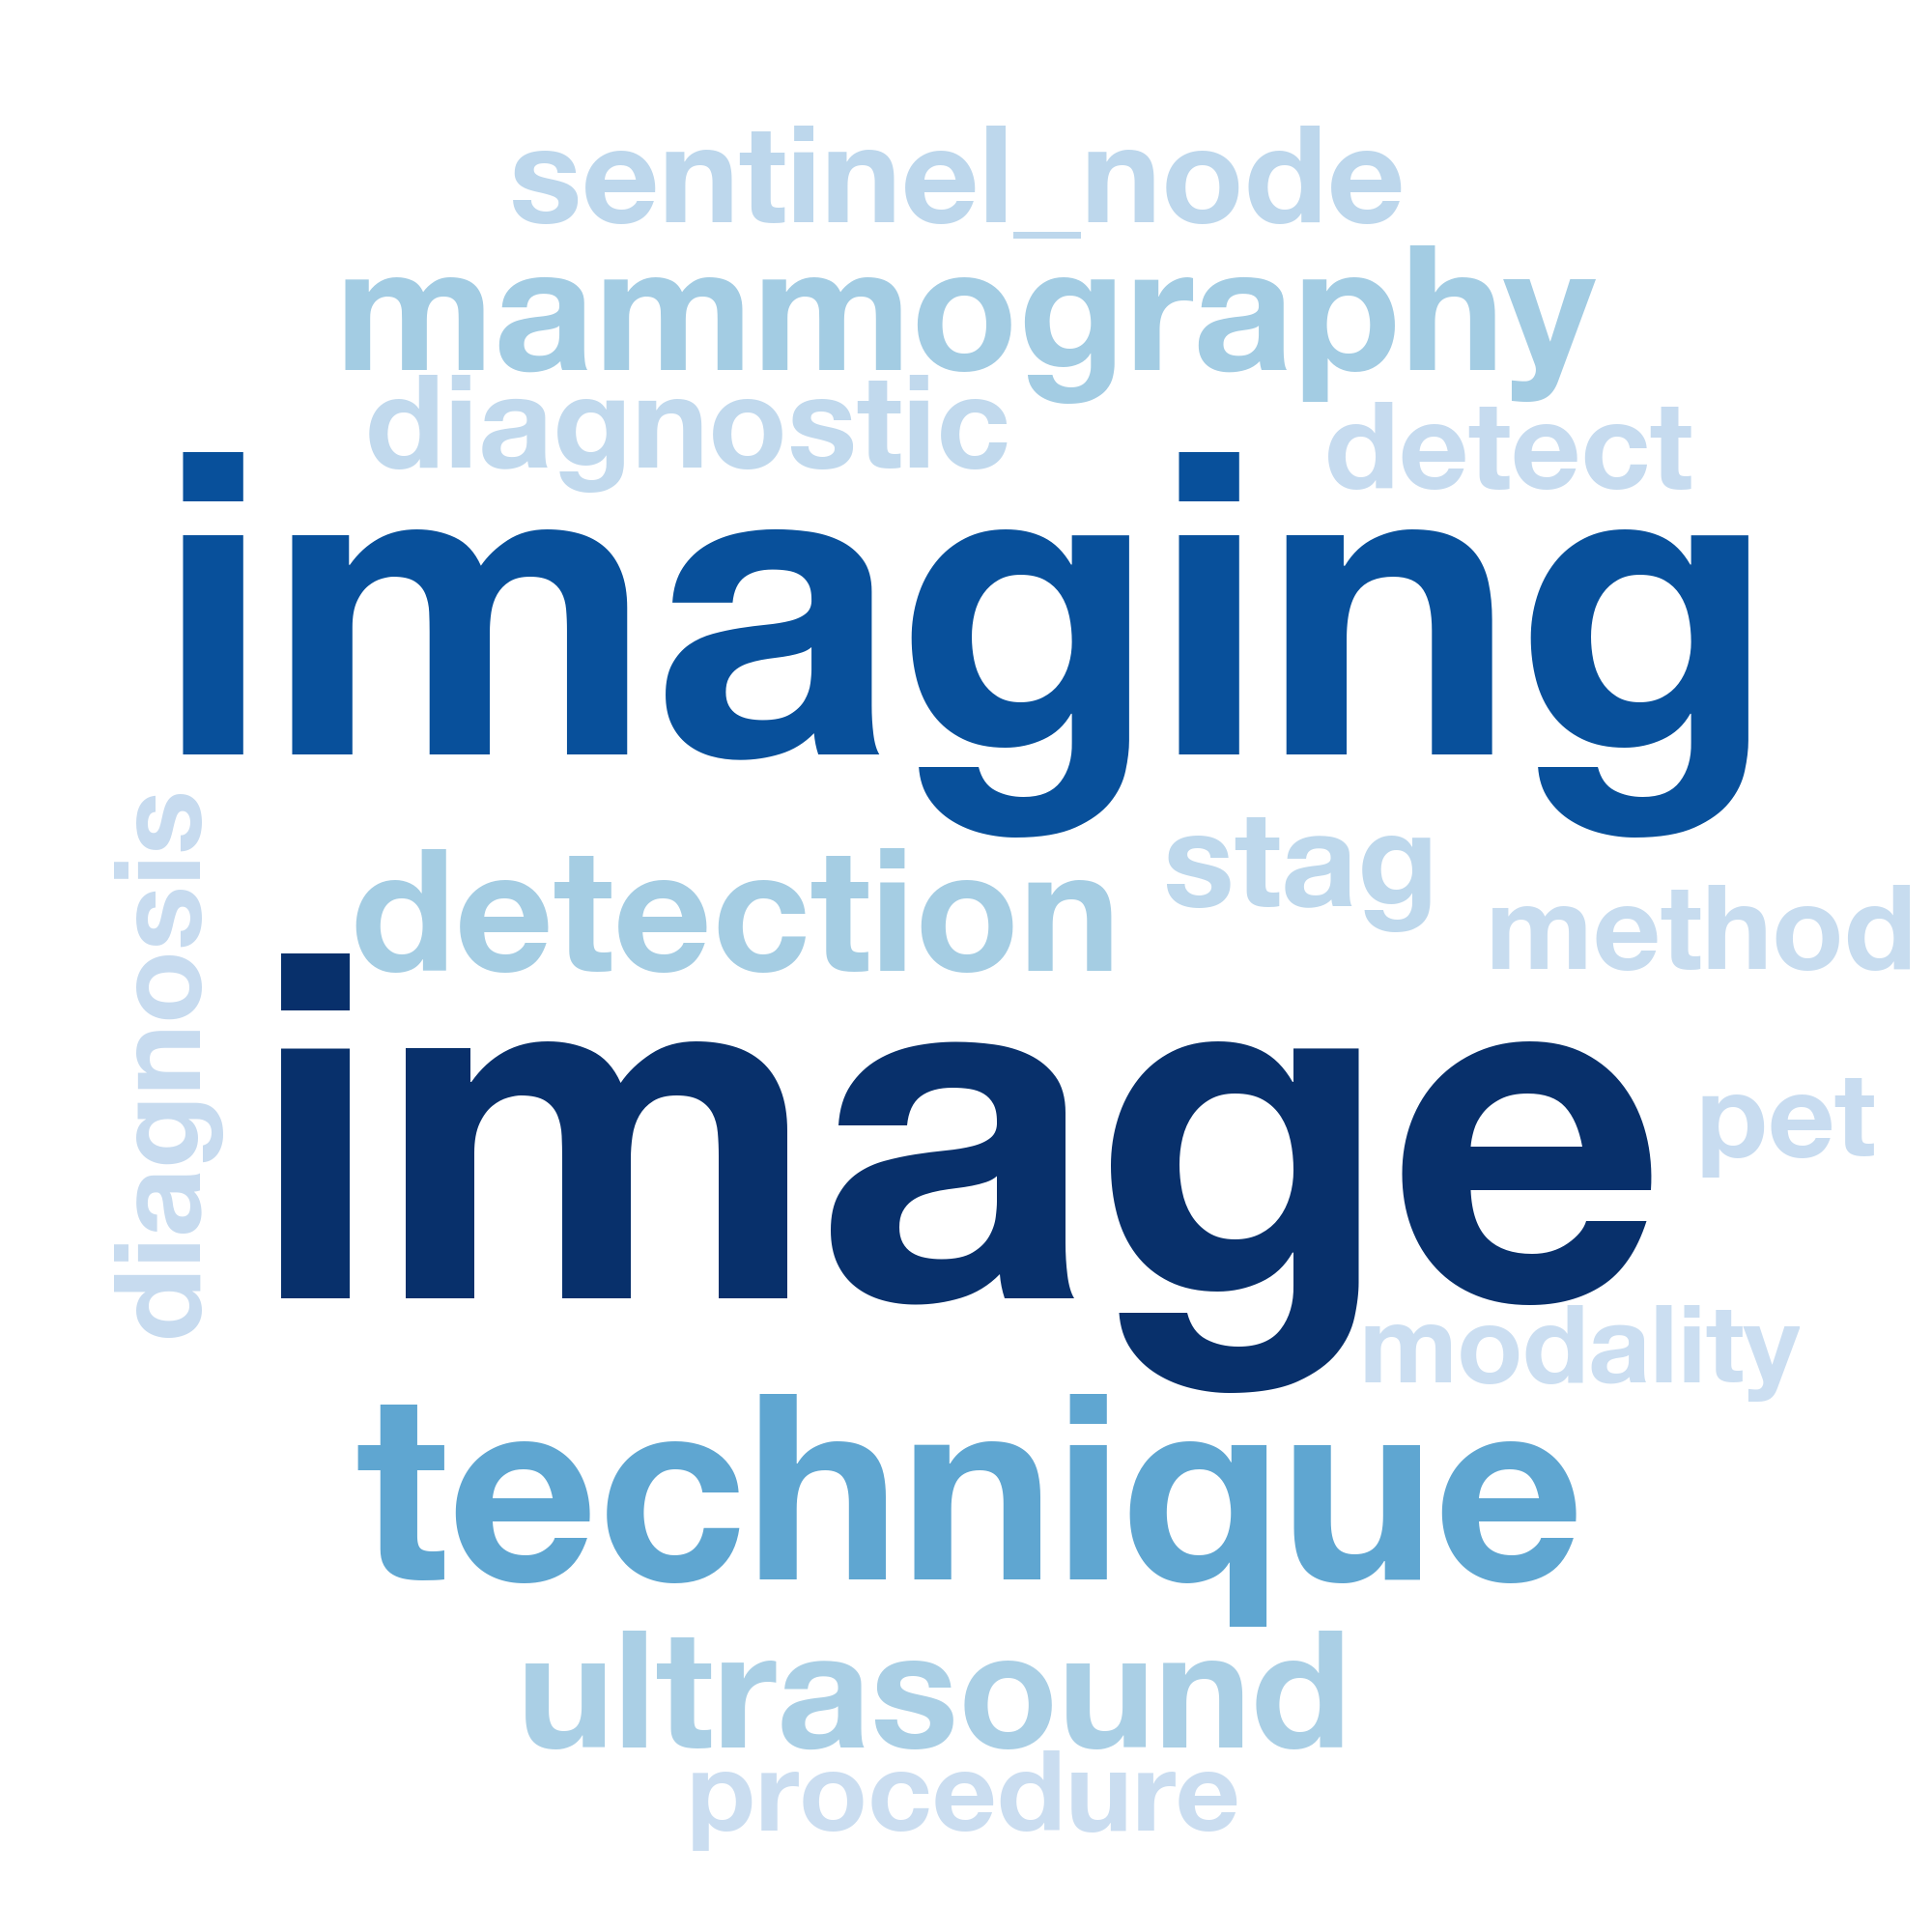 sentinel_node
mammography
diagnostic
detect
imaging
diagnosis
detection
stag
method
image
pet
modality
technique
ultrasound
procedure